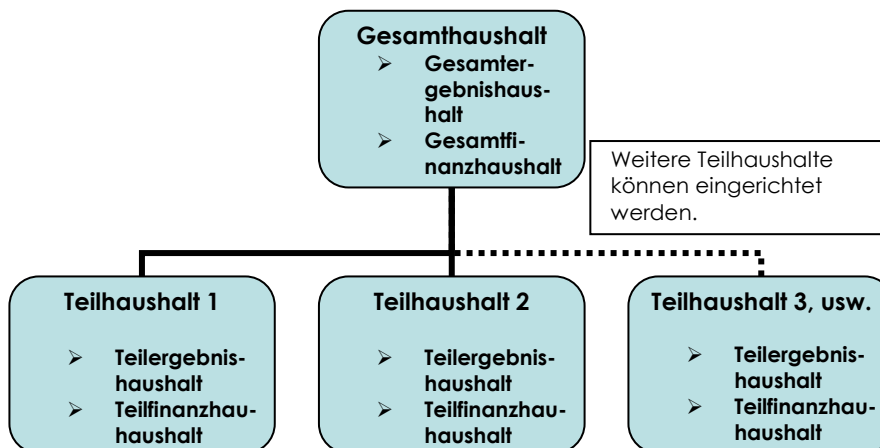 Gesamthaushalt
➢ Gesamter-
gebnishaus-
halt
➢ Gesamtfi-
nanzhaushalt
Weitere Teilhaushalte
können eingerichtet
werden.
Teilhaushalt 1
➢ Teilergebnis-
haushalt
➢ Teilfinanzhau-
haushalt
Teilhaushalt 2
➢ Teilergebnis-
haushalt
➢ Teilfinanzhau-
haushalt
Teilhaushalt 3, usw.
➢ Teilergebnis-
haushalt
➢ Teilfinanzhau-
haushalt